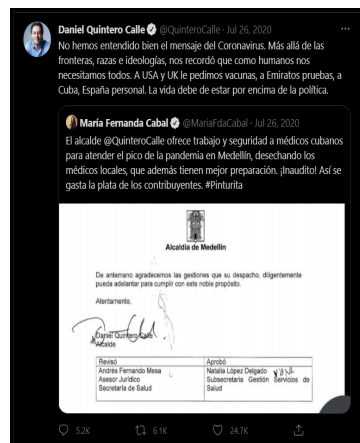 Daniel Quintero Calle @QuinteroCalle · Jul 26, 2020
No hemos entendido bien el mensaje del Coronavirus. Más allá de las
fronteras, razas e ideologías, nos recordó que como humanos nos
necesitamos todos. A USA y UK le pedimos vacunas, a Emiratos pruebas, a
Cuba, España personal. La vida debe de estar por encima de la política.
María Fernanda Cabal @MariaFdaCabal · Jul 26, 2020
El alcalde @QuinteroCalle ofrece trabajo y seguridad a médicos cubanos
para atender el pico de la pandemia en Medellín, desechando los
médicos locales, que además tienen mejor preparación. ¡Inaudito! Así se
gasta la plata de los contribuyentes. #Pinturita
Alcaldía de Medellín
De antemano agradecemos las gestiones que su despacho, diligentemente
pueda adelantar para cumplir con este noble propósito.
Atentamente,
Daniel Quintero Calle
Alcalde
Revisó Aprobó
Andrés Fernando Mesa Natalia López Delgado
Asesor Jurídico Subsecretaria Gestión Servicios de
Secretaría de Salud Salud
5.2K 6.1K 24.7K